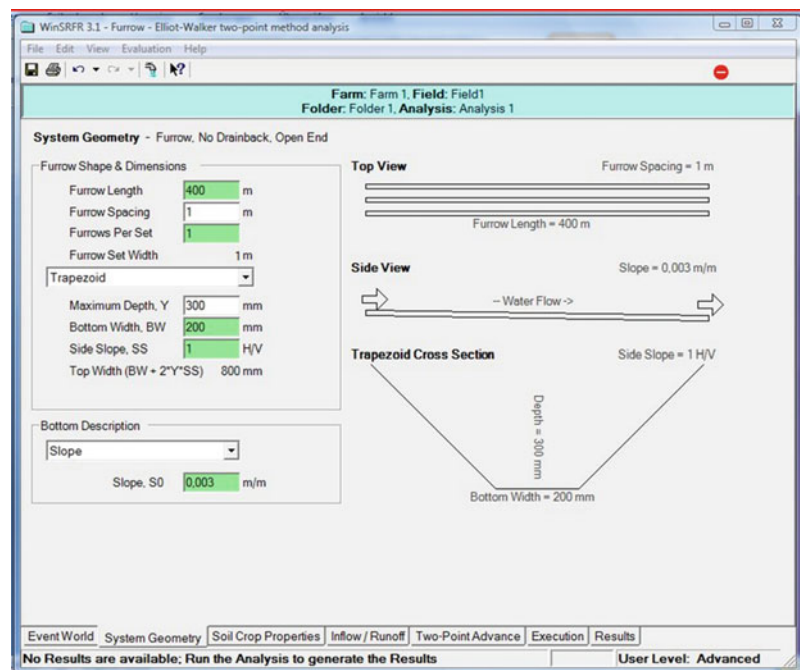 WinSRFR 3.1 - Furrow - Elliot-Walker two-point method analysis
File Edit View Evaluation Help
Farm: Farm 1, Field: Field1
Folder: Folder 1, Analysis: Analysis 1
System Geometry - Furrow, No Drainback, Open End
Furrow Shape & Dimensions
Furrow Length 400 m
Furrow Spacing 1 m
Furrows Per Set 1
Furrow Set Width 1 m
Trapezoid
Maximum Depth, Y 300 mm
Bottom Width, BW 200 mm
Side Slope, SS 1 H/V
Top Width (BW + 2*Y*SS) 800 mm
Bottom Description
Slope
Slope, S0 0,003 m/m
Top View Furrow Spacing = 1 m
Furrow Length = 400 m
Side View Slope = 0,003 m/m
-- Water Flow ->
Trapezoid Cross Section Side Slope = 1 H/V
Depth = 300 mm
Bottom Width = 200 mm
Event World System Geometry Soil Crop Properties Inflow / Runoff Two-Point Advance Execution Results
No Results are available; Run the Analysis to generate the Results User Level: Advanced